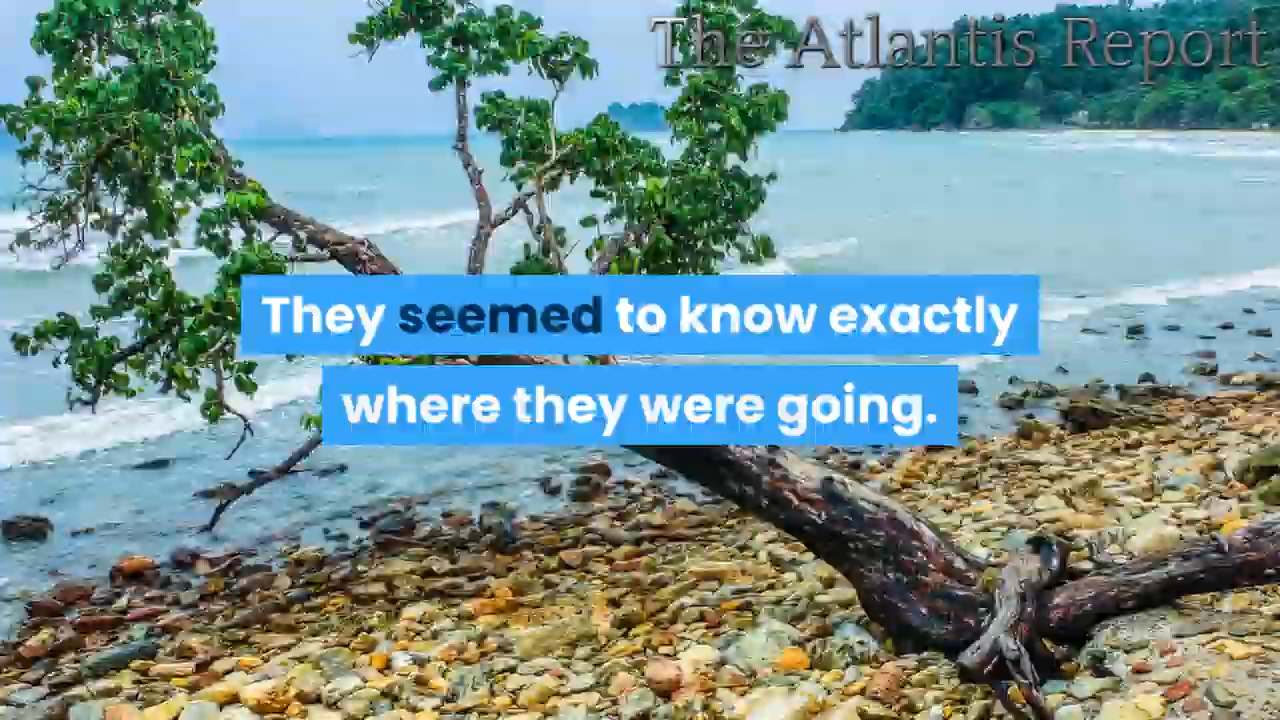 The Atlantis Report
They seemed to know exactly
where they were going.